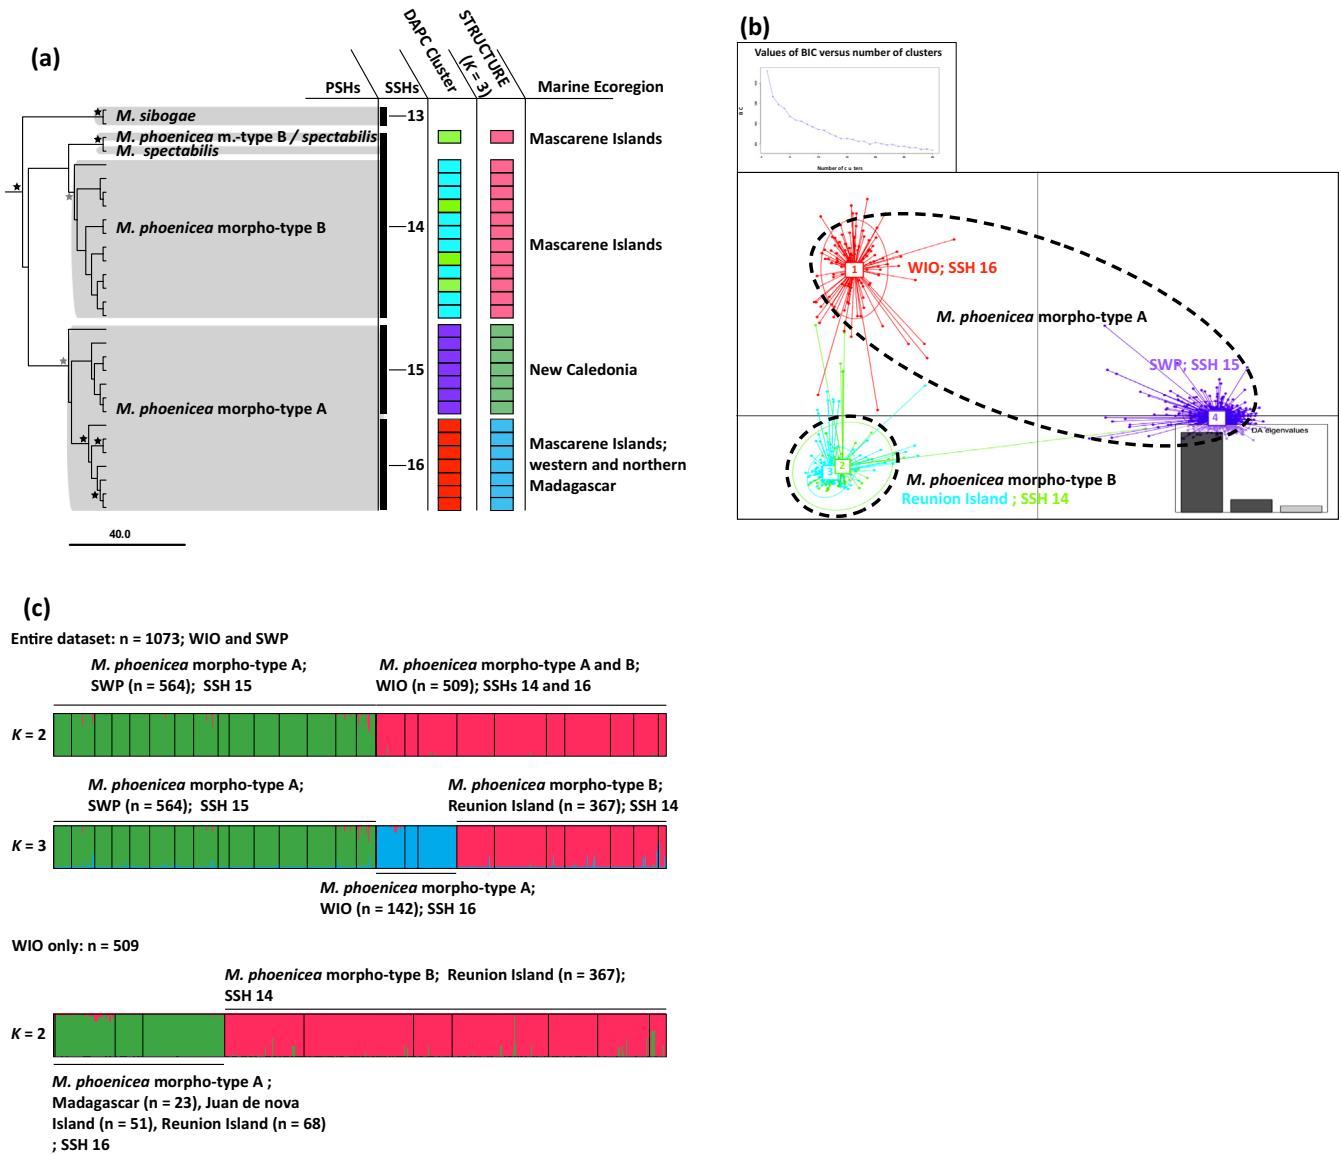 (a)
PSHs
SSHs
DAPC Cluster
STRUCTURE
(K = 3)
Marine Ecoregion
M. sibogae
13
M. phoenicea m.-type B / spectabilis
Mascarene Islands
M. spectabilis
M. phoenicea morpho-type B
14
Mascarene Islands
15
New Caledonia
M. phoenicea morpho-type A
Mascarene Islands;
16
western and northern
Madagascar
40.0
(b)
Values of BIC versus number of clusters
1
WIO; SSH 16
M. phoenicea morpho-type A
SWP; SSH 15
4
DA eigenvalues
2
3
M. phoenicea morpho-type B
Reunion Island ; SSH 14
(c)
Entire dataset: n = 1073; WIO and SWP
M. phoenicea morpho-type A;
SWP (n = 564); SSH 15
M. phoenicea morpho-type A and B;
WIO (n = 509); SSHs 14 and 16
K = 2
M. phoenicea morpho-type A;
SWP (n = 564); SSH 15
M. phoenicea morpho-type B;
Reunion Island (n = 367); SSH 14
K = 3
M. phoenicea morpho-type A;
WIO (n = 142); SSH 16
WIO only: n = 509
M. phoenicea morpho-type B; Reunion Island (n = 367);
SSH 14
K = 2
M. phoenicea morpho-type A ;
Madagascar (n = 23), Juan de nova
Island (n = 51), Reunion Island (n = 68)
; SSH 16